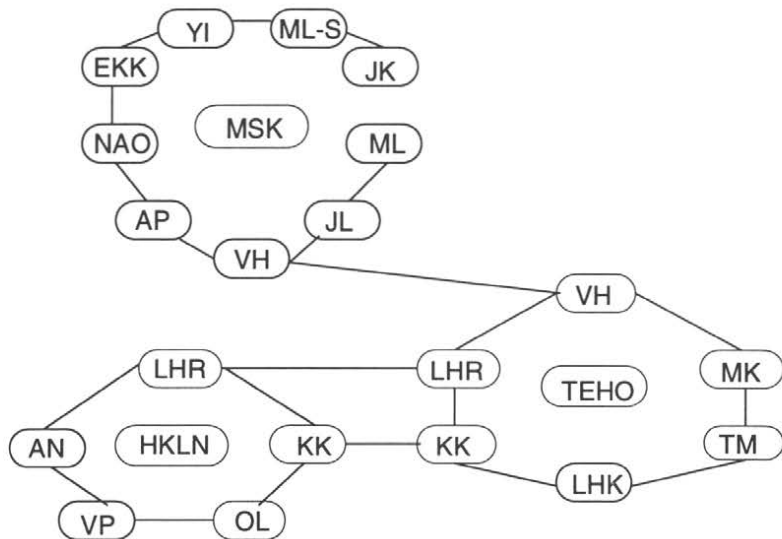 YI
ML-S
EKK
JK
MSK
NAO
ML
AP
JL
VH
VH
LHR
LHR
MK
TEHO
AN
HKLN
KK
KK
TM
LHK
VP
OL